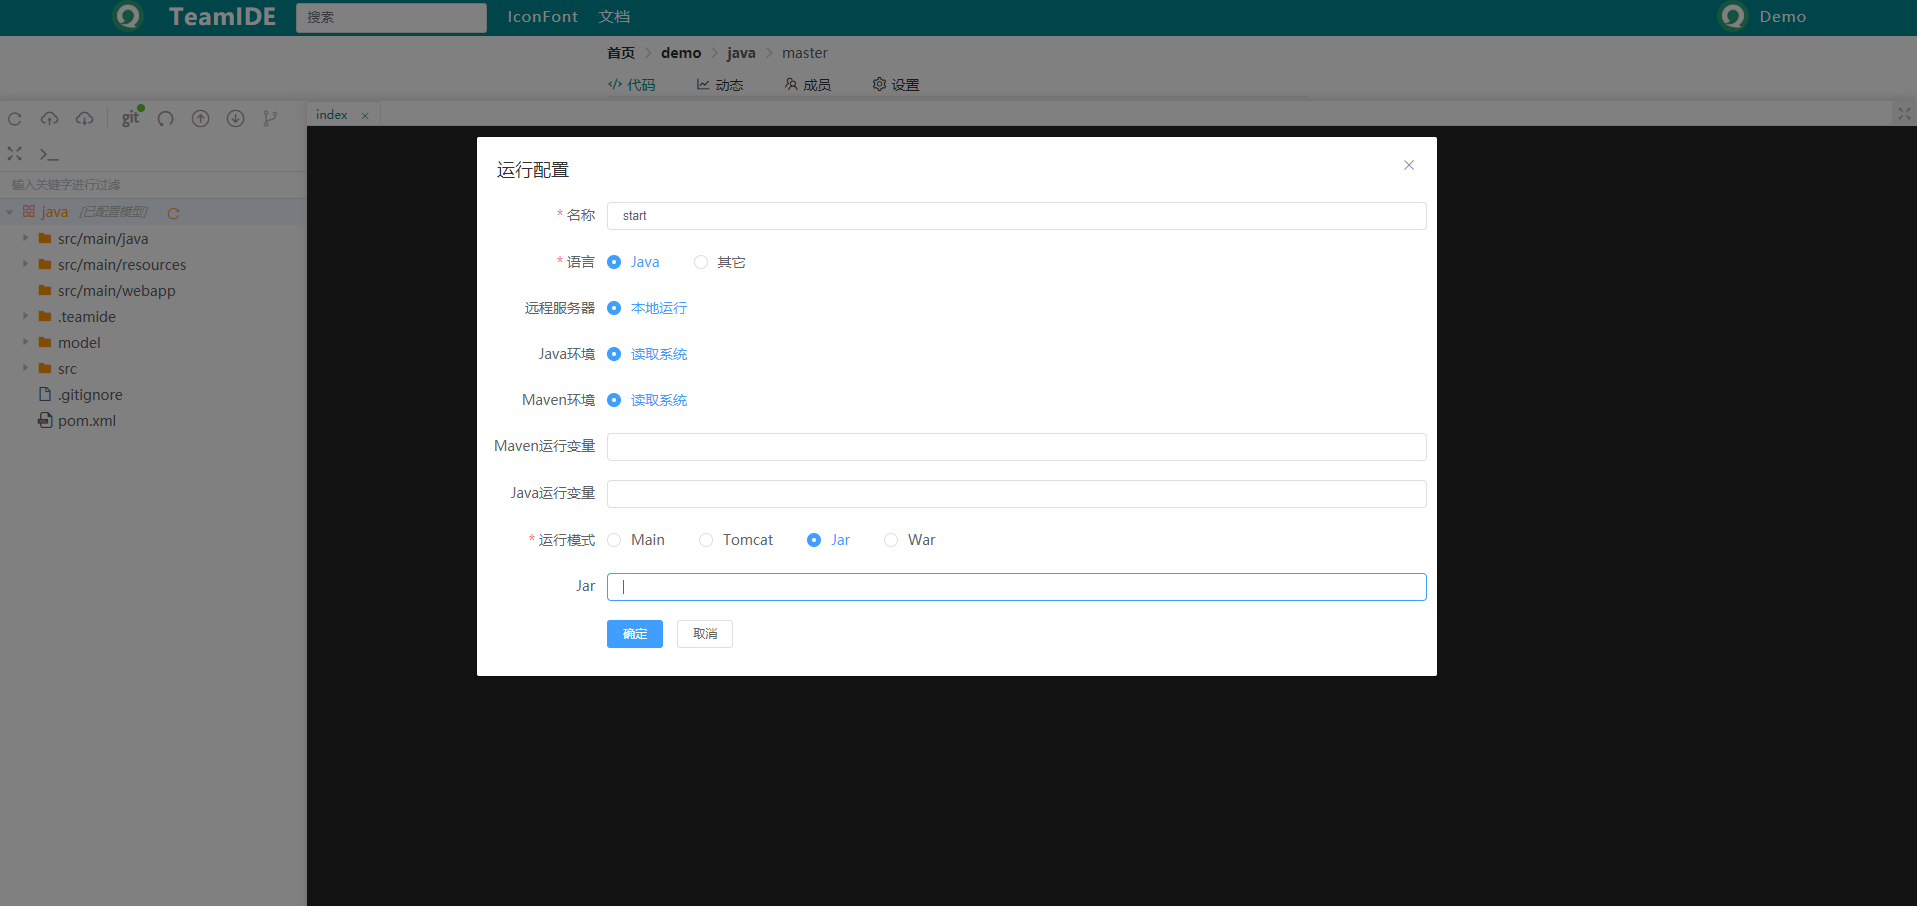 TeamIDE 搜索 IconFont 文档 Demo
首页 demo java master
代码 动态 成员 设置
git
index
输入关键字进行过滤
java [已配置模型]
src/main/java
src/main/resources
src/main/webapp
.teamide
model
src
.gitignore
pom.xml
运行配置
* 名称 start
* 语言 Java 其它
远程服务器 本地运行
Java环境 读取系统
Maven环境 读取系统
Maven运行变量
Java运行变量
* 运行模式 Main Tomcat Jar War
Jar
确定 取消